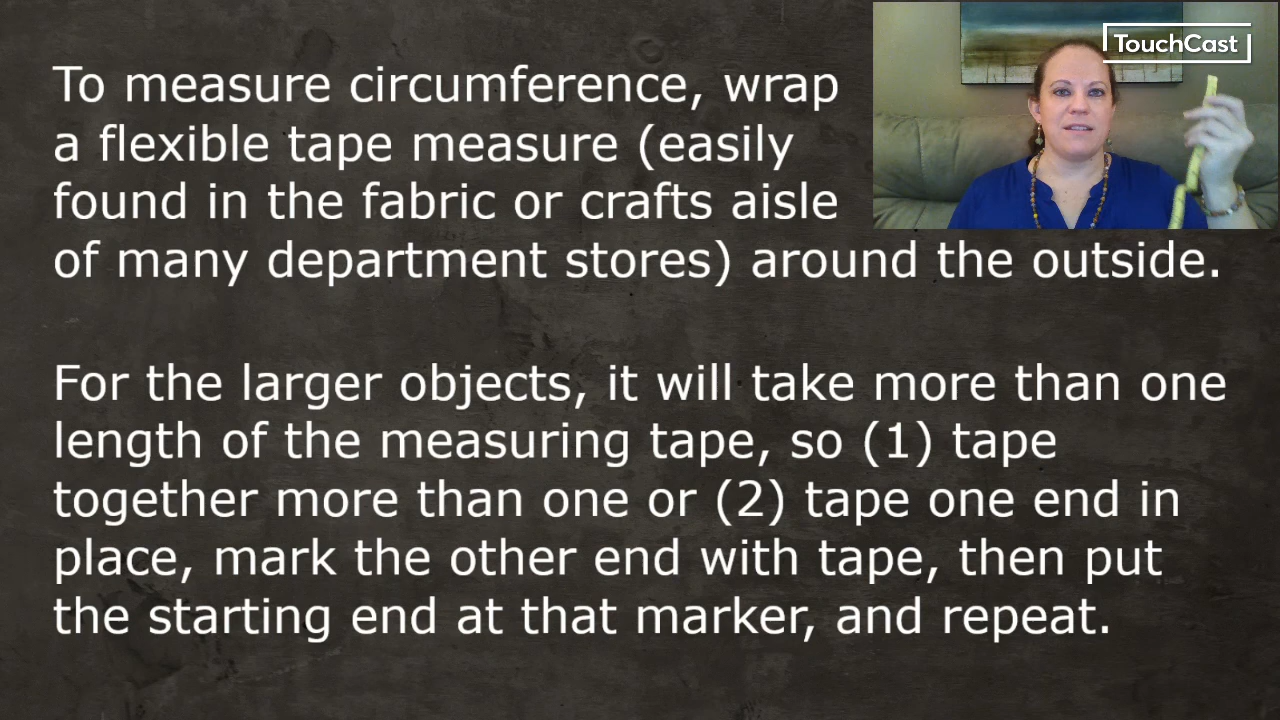 To measure circumference, wrap
a flexible tape measure (easily
found in the fabric or crafts aisle
of many department stores) around the outside.
For the larger objects, it will take more than one
length of the measuring tape, so (1) tape
together more than one or (2) tape one end in
place, mark the other end with tape, then put
the starting end at that marker, and repeat.
TouchCast